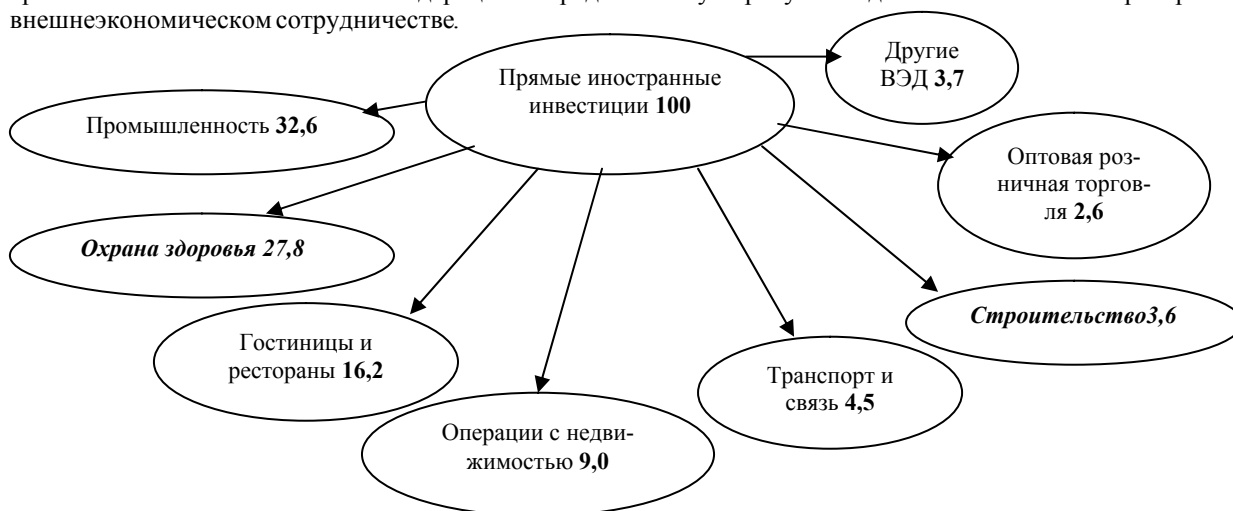 внешнеэкономическом сотрудничестве.
Прямые иностранные
инвестиции 100
Другие
ВЭД 3,7
Промышленность 32,6
Оптовая роз-
ничная торгов-
ля 2,6
Охрана здоровья 27,8
Строительство3,6
Гостиницы и
рестораны 16,2
Транспорт и
связь 4,5
Операции с недви-
жимостью 9,0